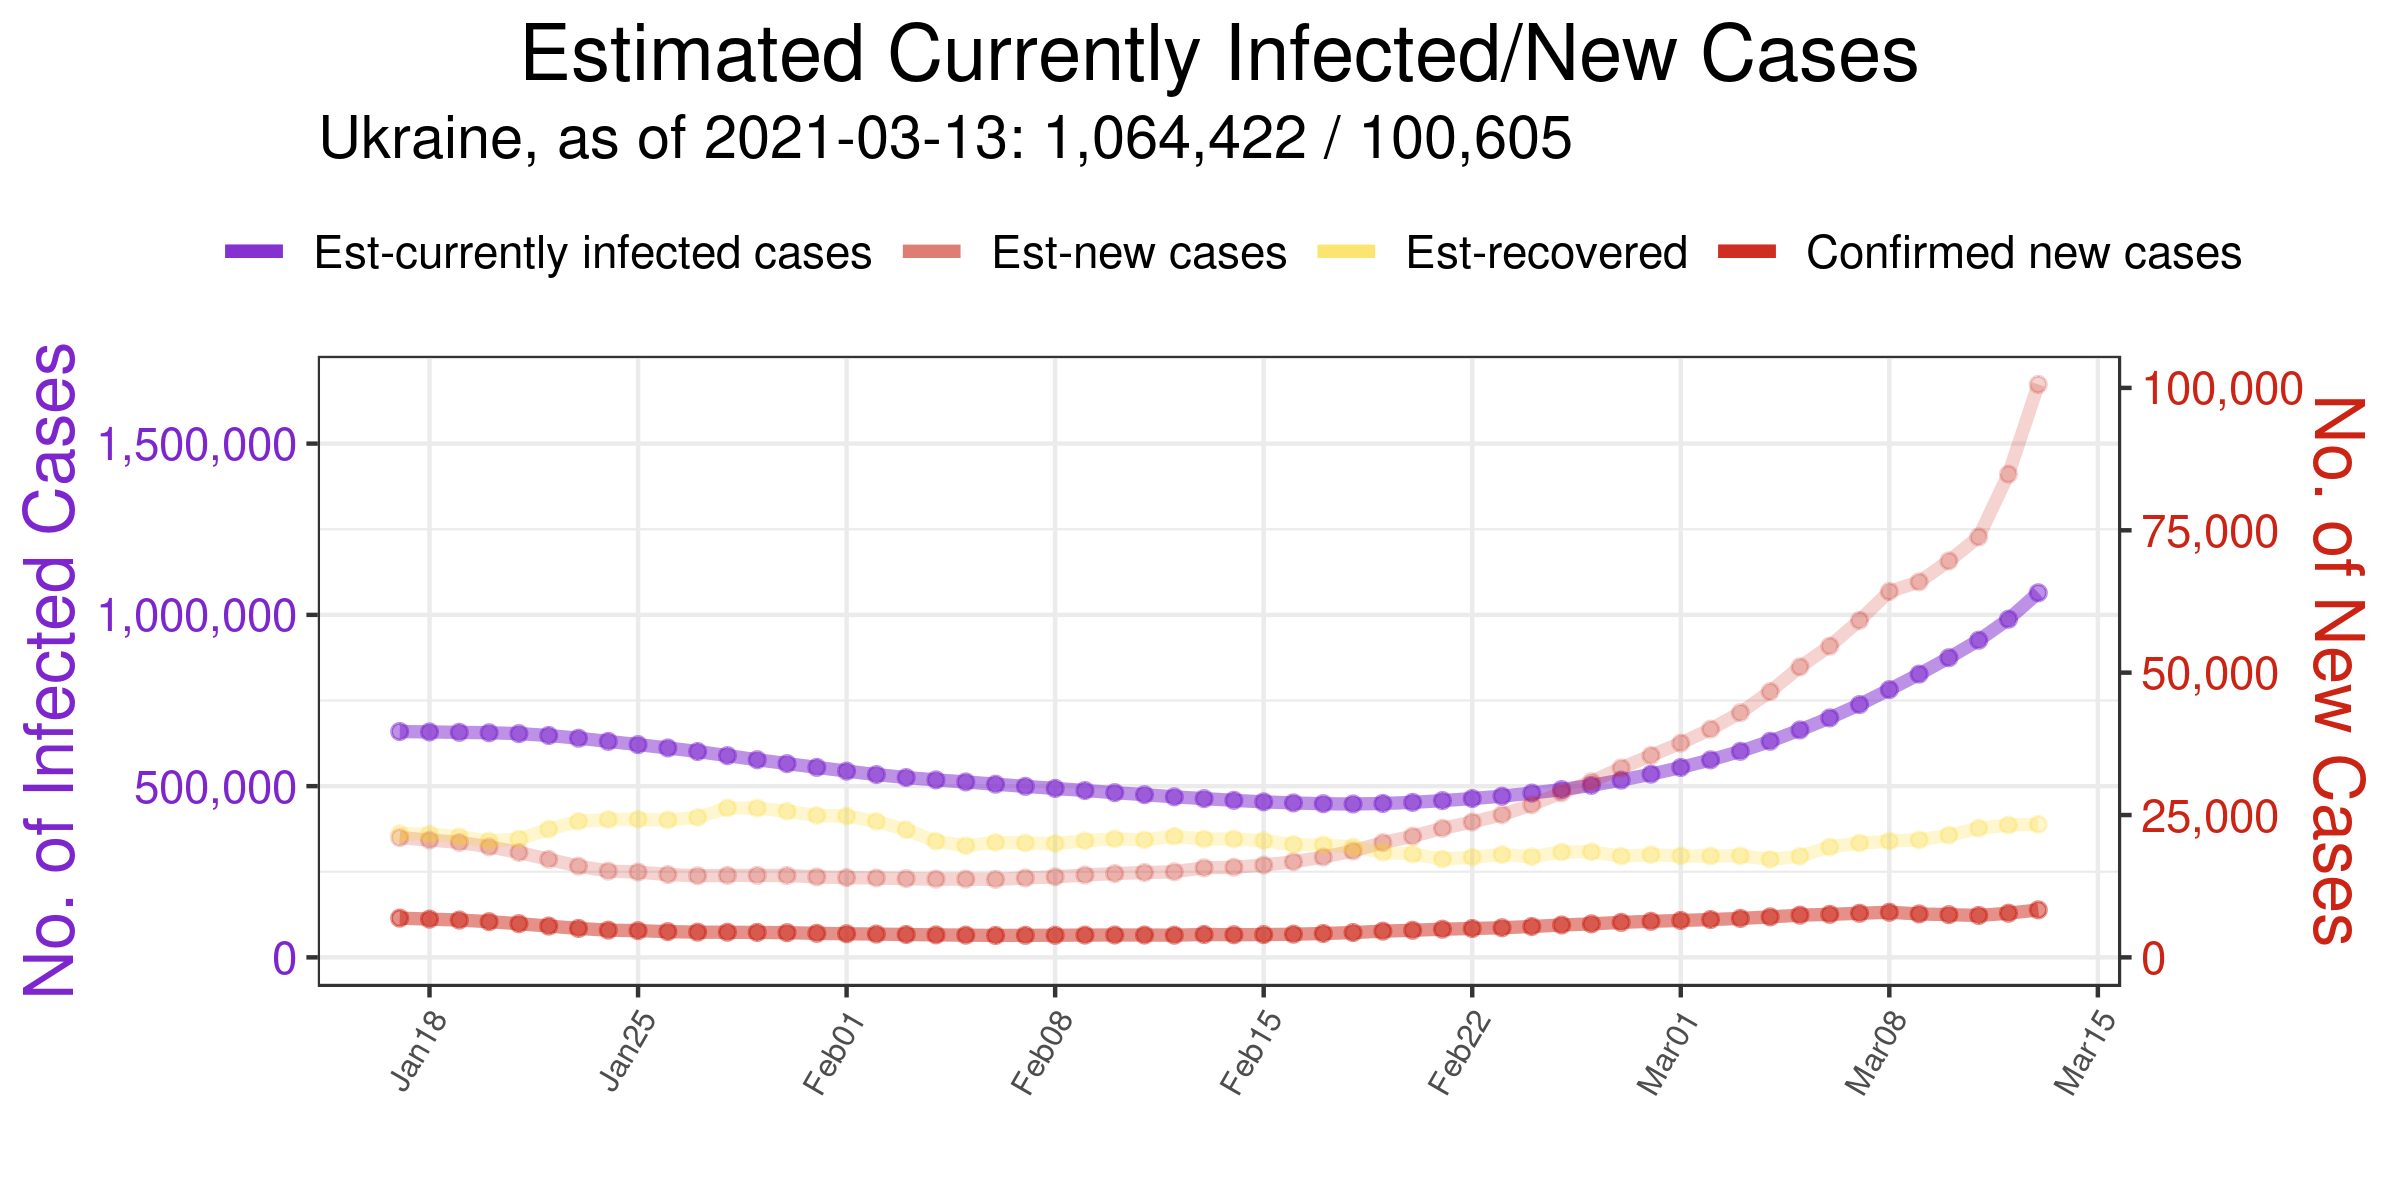 Estimated Currently Infected/New Cases
Ukraine, as of 2021-03-13: 1,064,422 / 100,605
Est-currently infected cases Est-new cases Est-recovered Confirmed new cases
No. of Infected Cases
1,500,000
1,000,000
500,000
0
100,000
75,000
50,000
25,000
0
No. of New Cases
Jan18 Jan25 Feb01 Feb08 Feb15 Feb22 Mar01 Mar08 Mar15